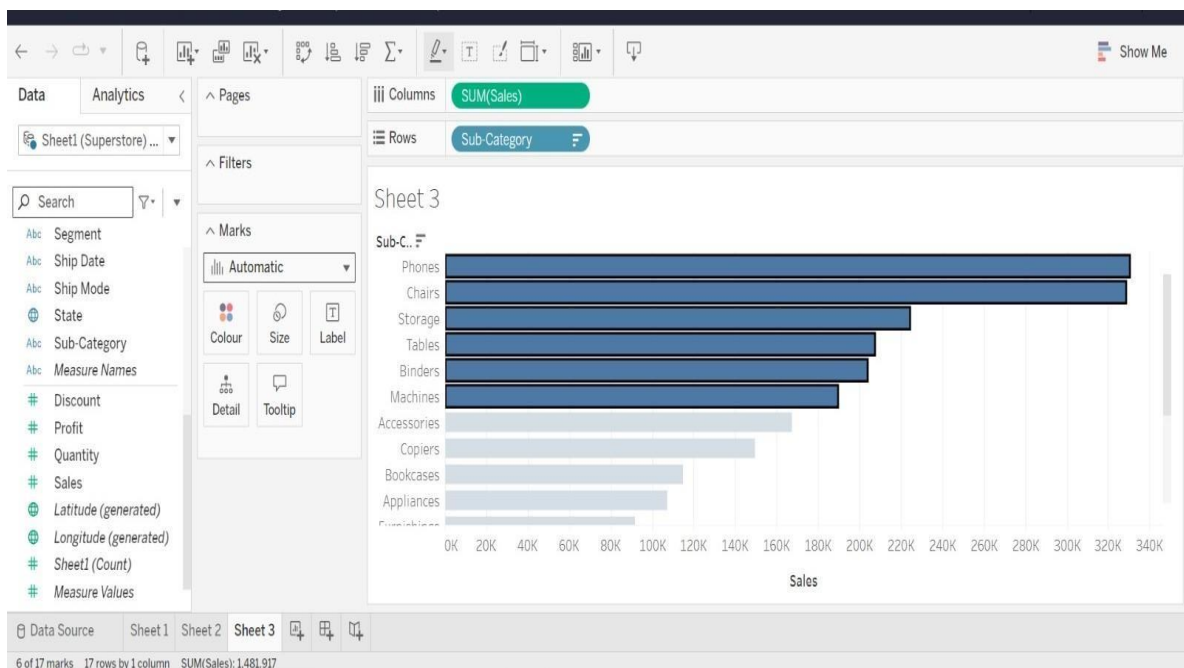 Show Me
Data
Analytics
Sheet1 (Superstore) ...
Search
Abc Segment
Abc Ship Date
Abc Ship Mode
State
Abc Sub-Category
Abc Measure Names
# Discount
# Profit
# Quantity
# Sales
Latitude (generated)
Longitude (generated)
# Sheet1 (Count)
# Measure Values
Pages
Filters
Marks
Automatic
Colour
Size
Label
Detail
Tooltip
Columns
SUM(Sales)
Rows
Sub-Category
Sheet 3
Sub-C..
Phones
Chairs
Storage
Tables
Binders
Machines
Accessories
Copiers
Bookcases
Appliances
0K 20K 40K 60K 80K 100K 120K 140K 160K 180K 200K 220K 240K 260K 280K 300K 320K 340K
Sales
Data Source Sheet 1 Sheet 2 Sheet 3
6 of 17 marks 17 rows by 1 column SUM(Sales): 1,481,917